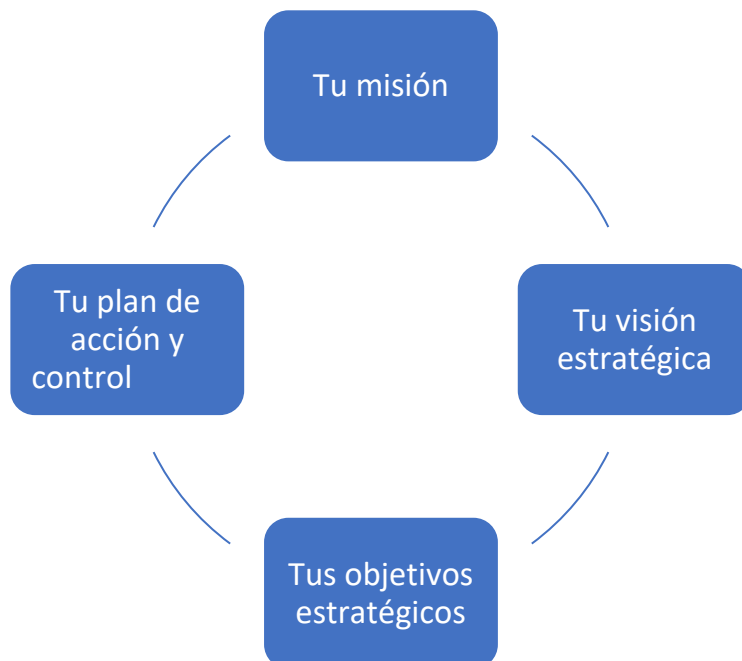 Tu misión
Tu plan de
acción y
control
Tu visión
estratégica
Tus objetivos
estratégicos